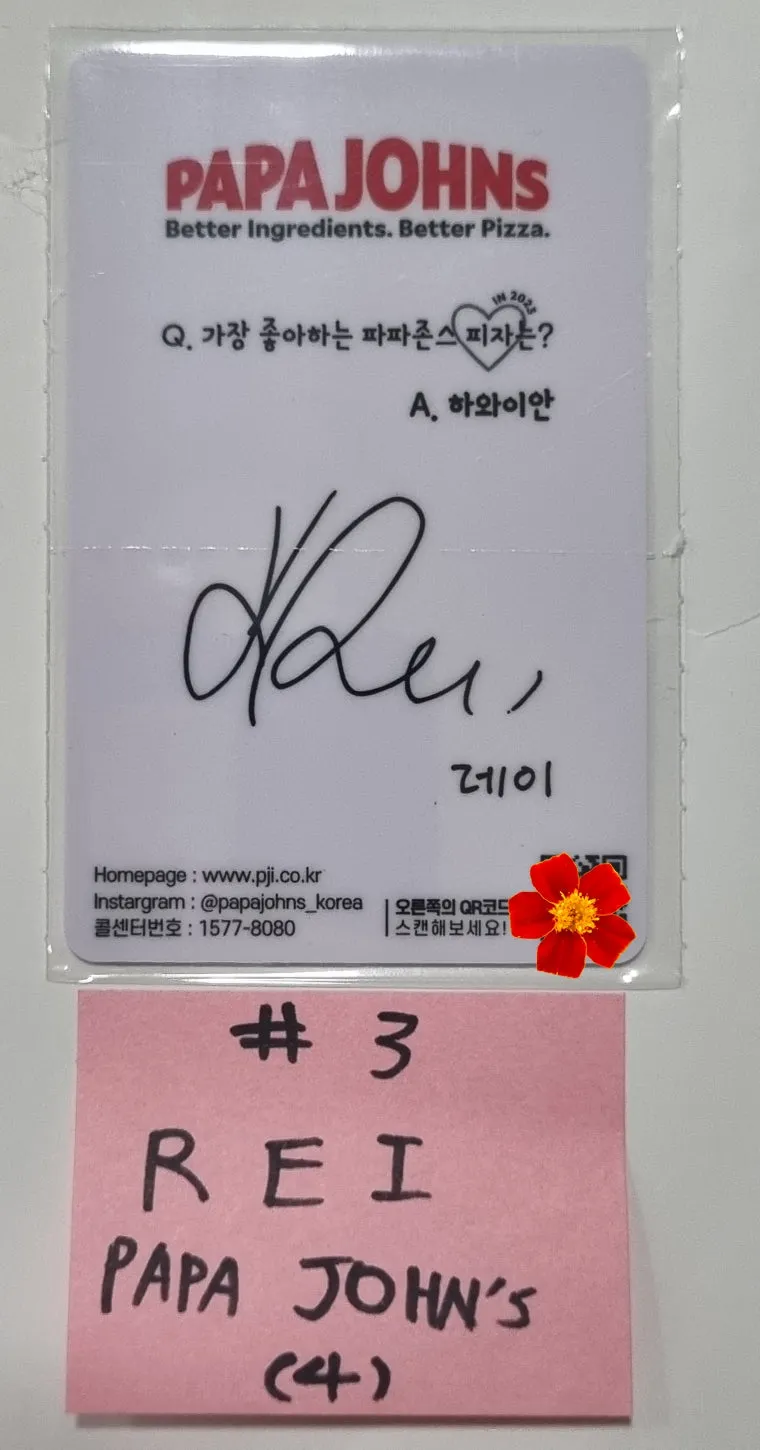 PAPA JOHNS
Better Ingredients. Better Pizza.
IN 2023
Q. 가장 좋아하는 파파존스 피자는?
A. 하와이안
Rei
레이
Homepage : www.pji.co.kr
Instargram : @papajohns_korea
콜센터번호 : 1577-8080
오른쪽의 QR코드
스캔해보세요!
# 3
REI
PAPA JOHN'S
(4)